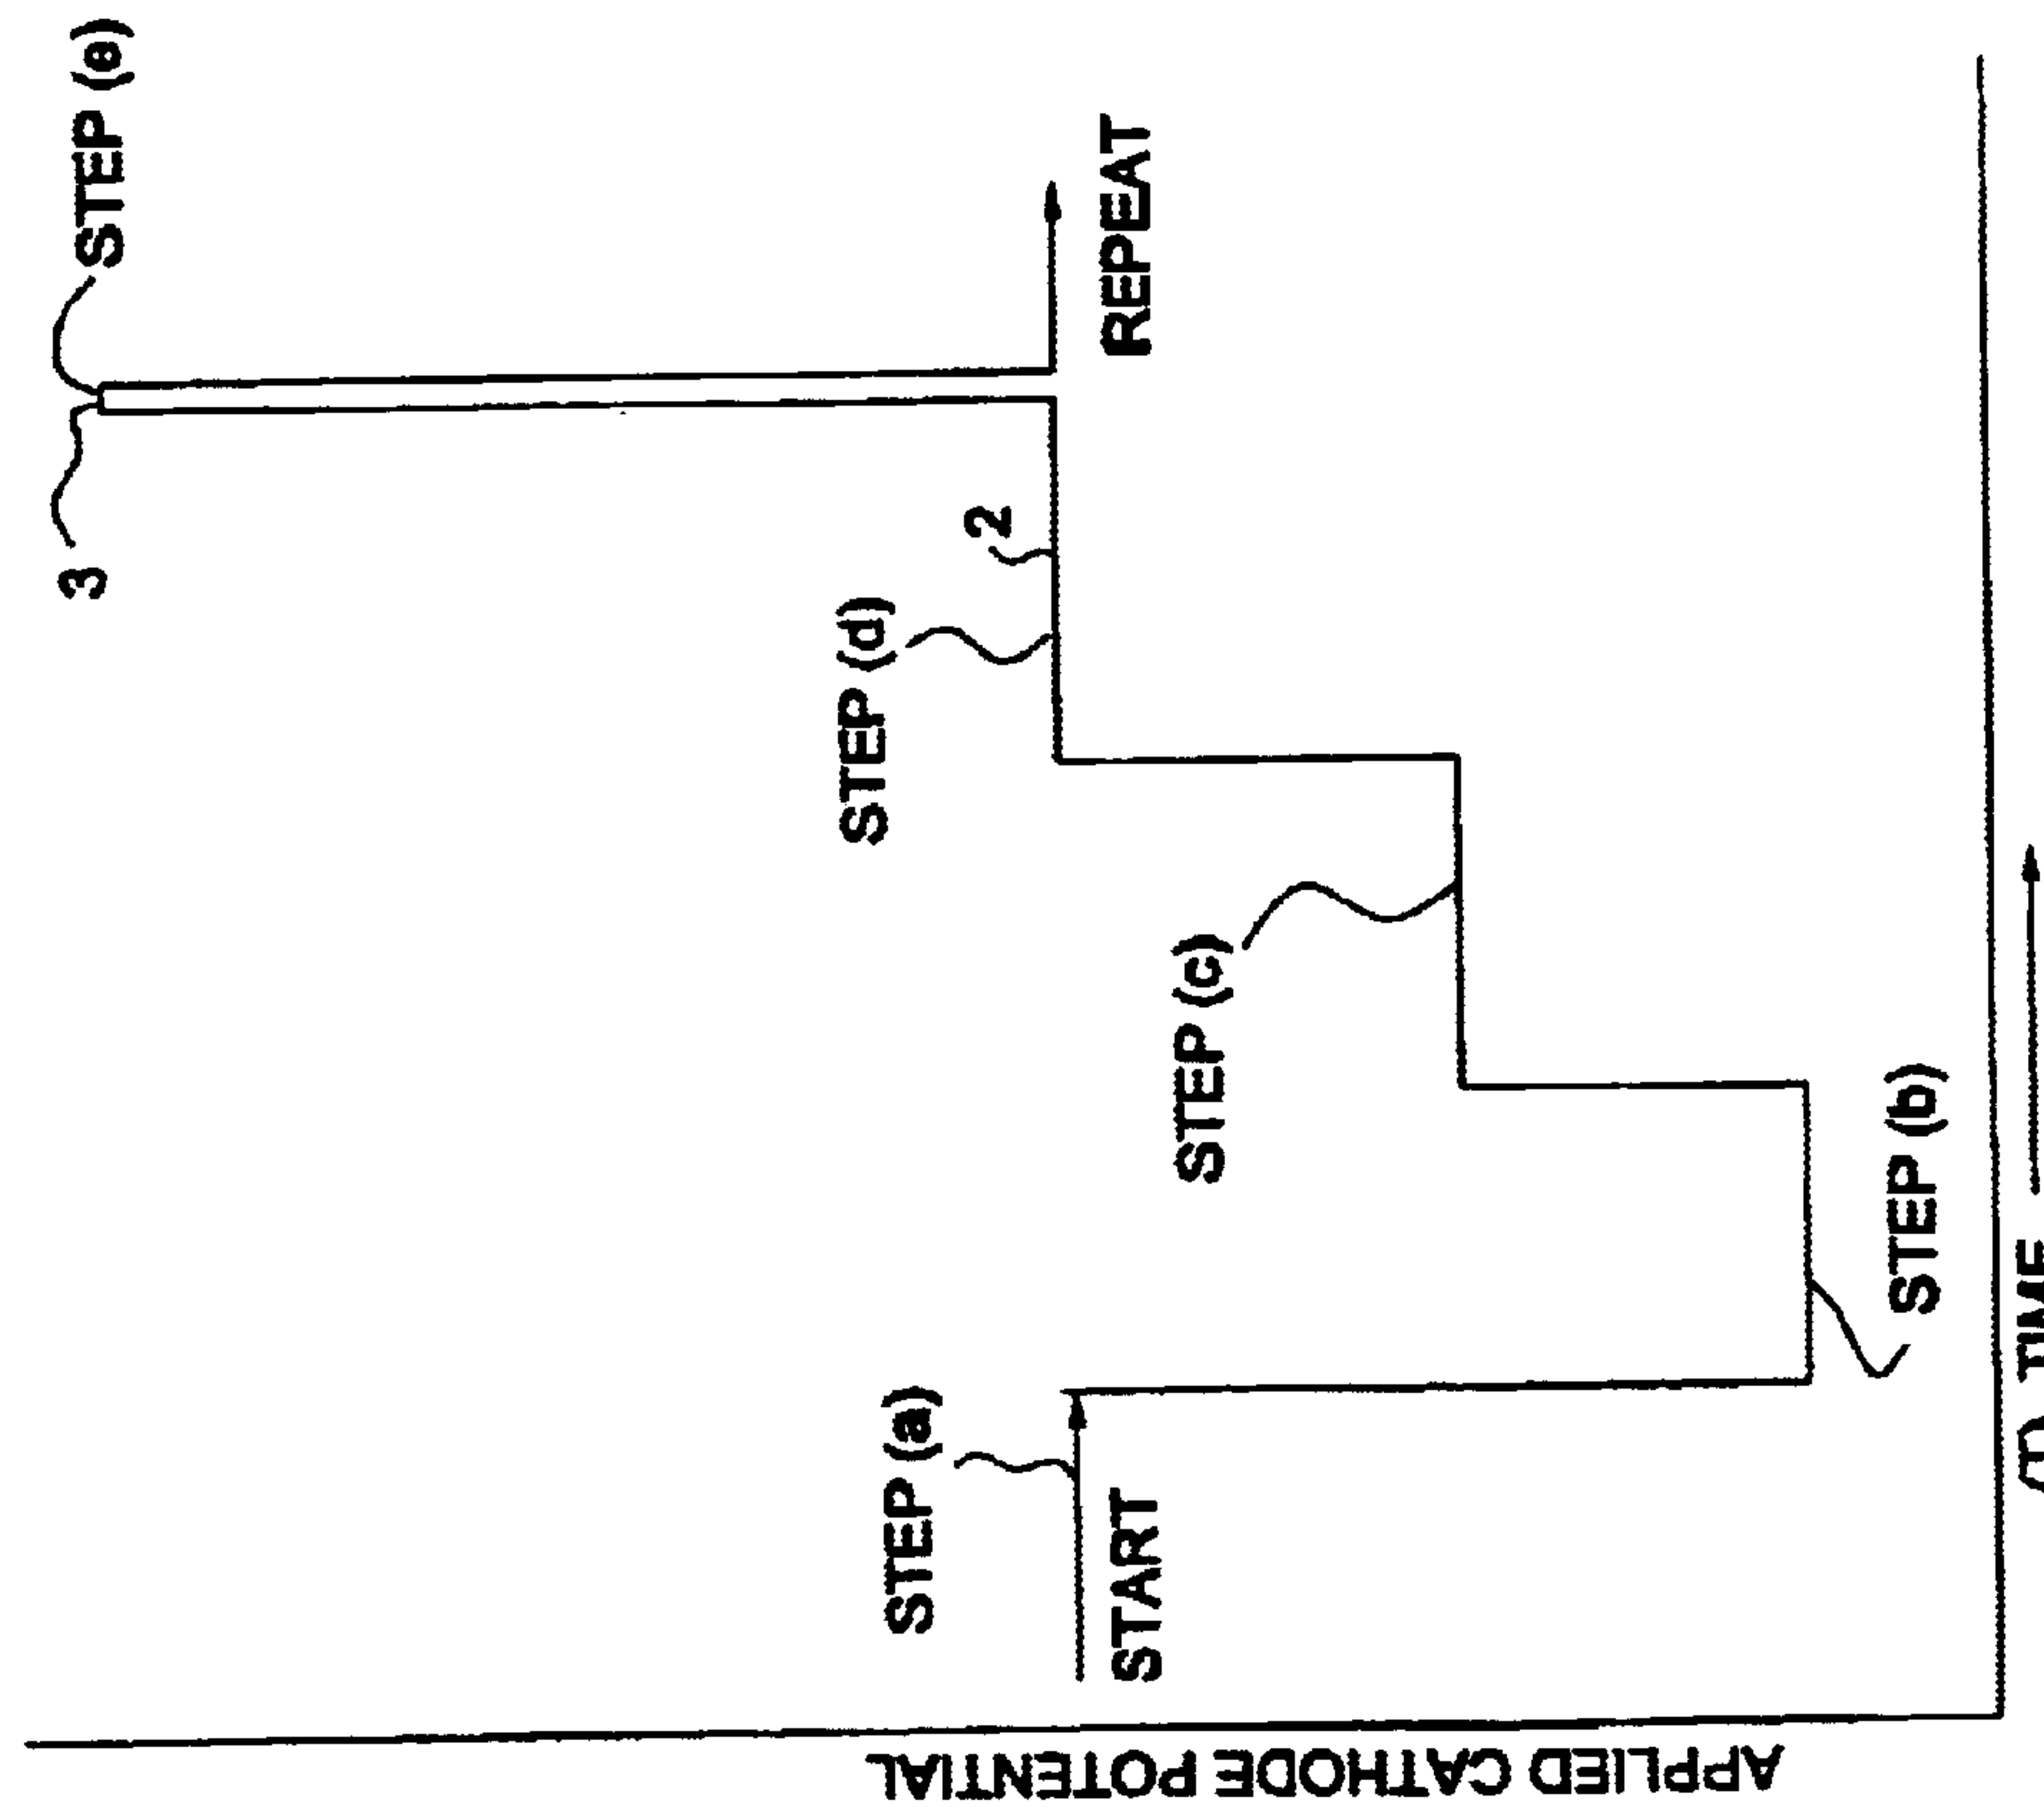 STEP (e)
3
REPEAT
2
STEP (d)
STEP (c)
STEP (b)
STEP (a)
START
APPLIED CATHODE POTENTIAL
(T) TIME